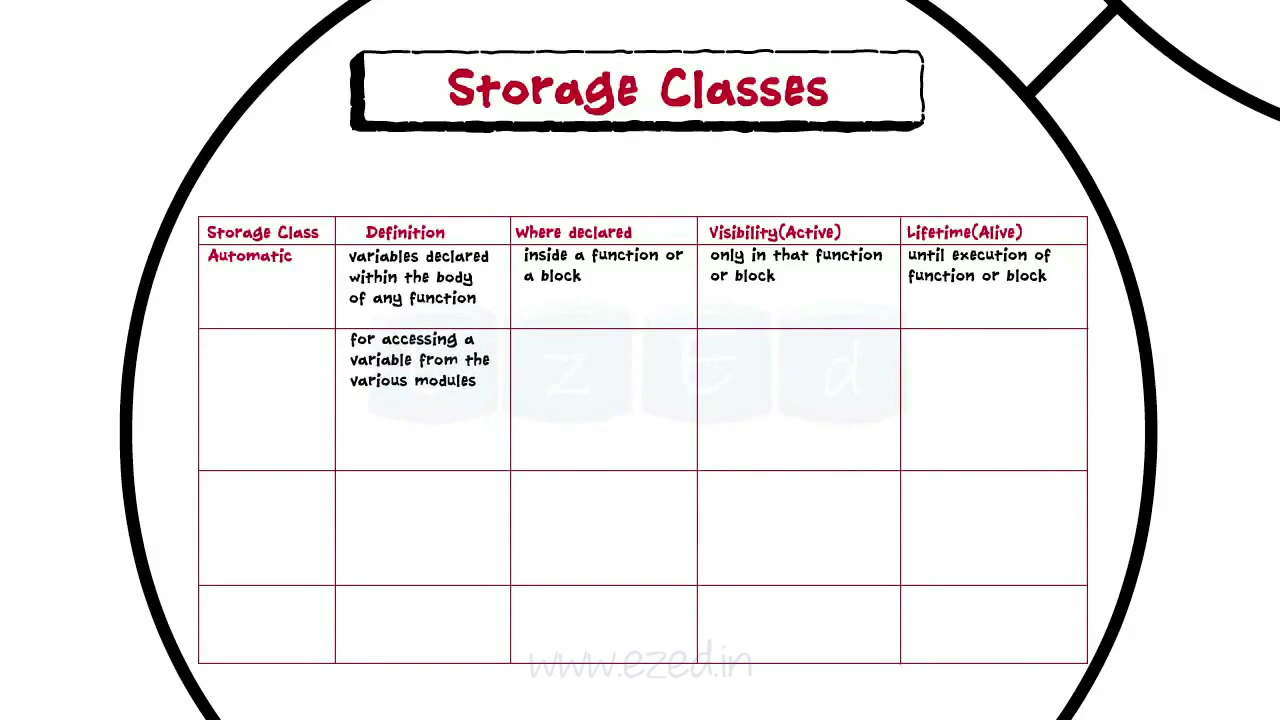 Storage Classes
Storage Class Definition Where declared Visibility(Active) Lifetime(Alive)
Automatic variables declared inside a function or only in that function until execution of
within the body a block or block function or block
of any function
for accessing a
variable from the
various modules
z E d
www.ezed.in